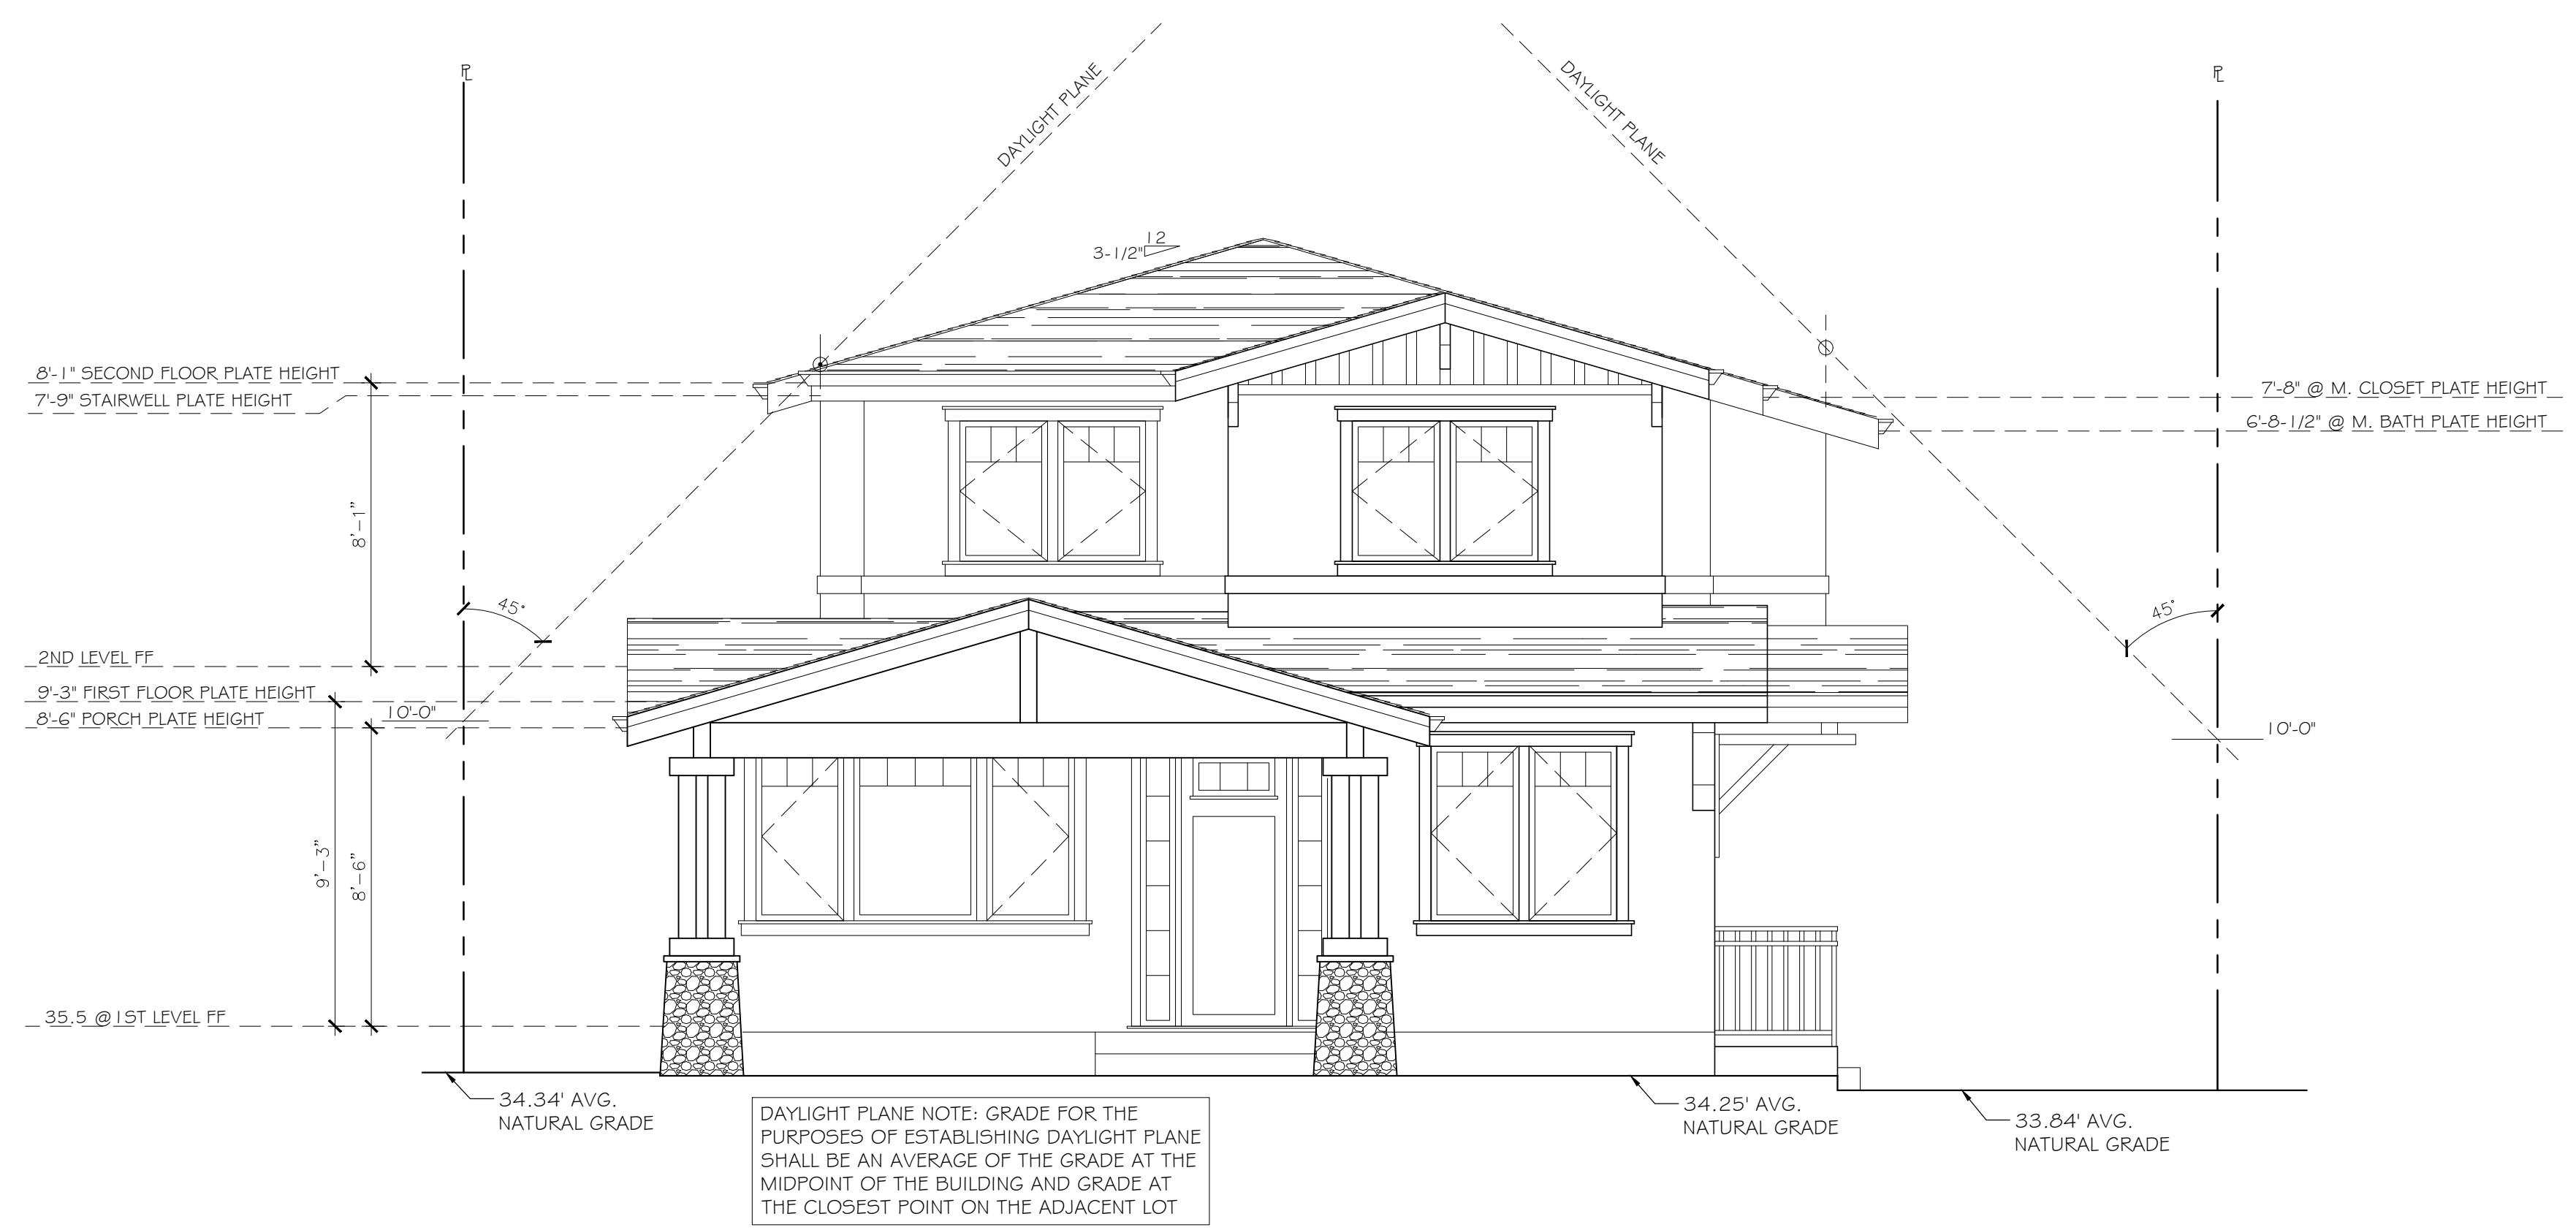 ℄
℄
DAYLIGHT PLANE
DAYLIGHT PLANE
12
3-1/2"
8'-1" SECOND FLOOR PLATE HEIGHT
7'-9" STAIRWELL PLATE HEIGHT
7'-8" @ M. CLOSET PLATE HEIGHT
6'-8-1/2" @ M. BATH PLATE HEIGHT
8'-1"
45°
45°
2ND LEVEL FF
9'-3" FIRST FLOOR PLATE HEIGHT
8'-6" PORCH PLATE HEIGHT
10'-0"
10'-0"
9'-3"
8'-6"
35.5 @ 1ST LEVEL FF
34.34' AVG.
NATURAL GRADE
34.25' AVG.
NATURAL GRADE
33.84' AVG.
NATURAL GRADE
DAYLIGHT PLANE NOTE: GRADE FOR THE
PURPOSES OF ESTABLISHING DAYLIGHT PLANE
SHALL BE AN AVERAGE OF THE GRADE AT THE
MIDPOINT OF THE BUILDING AND GRADE AT
THE CLOSEST POINT ON THE ADJACENT LOT